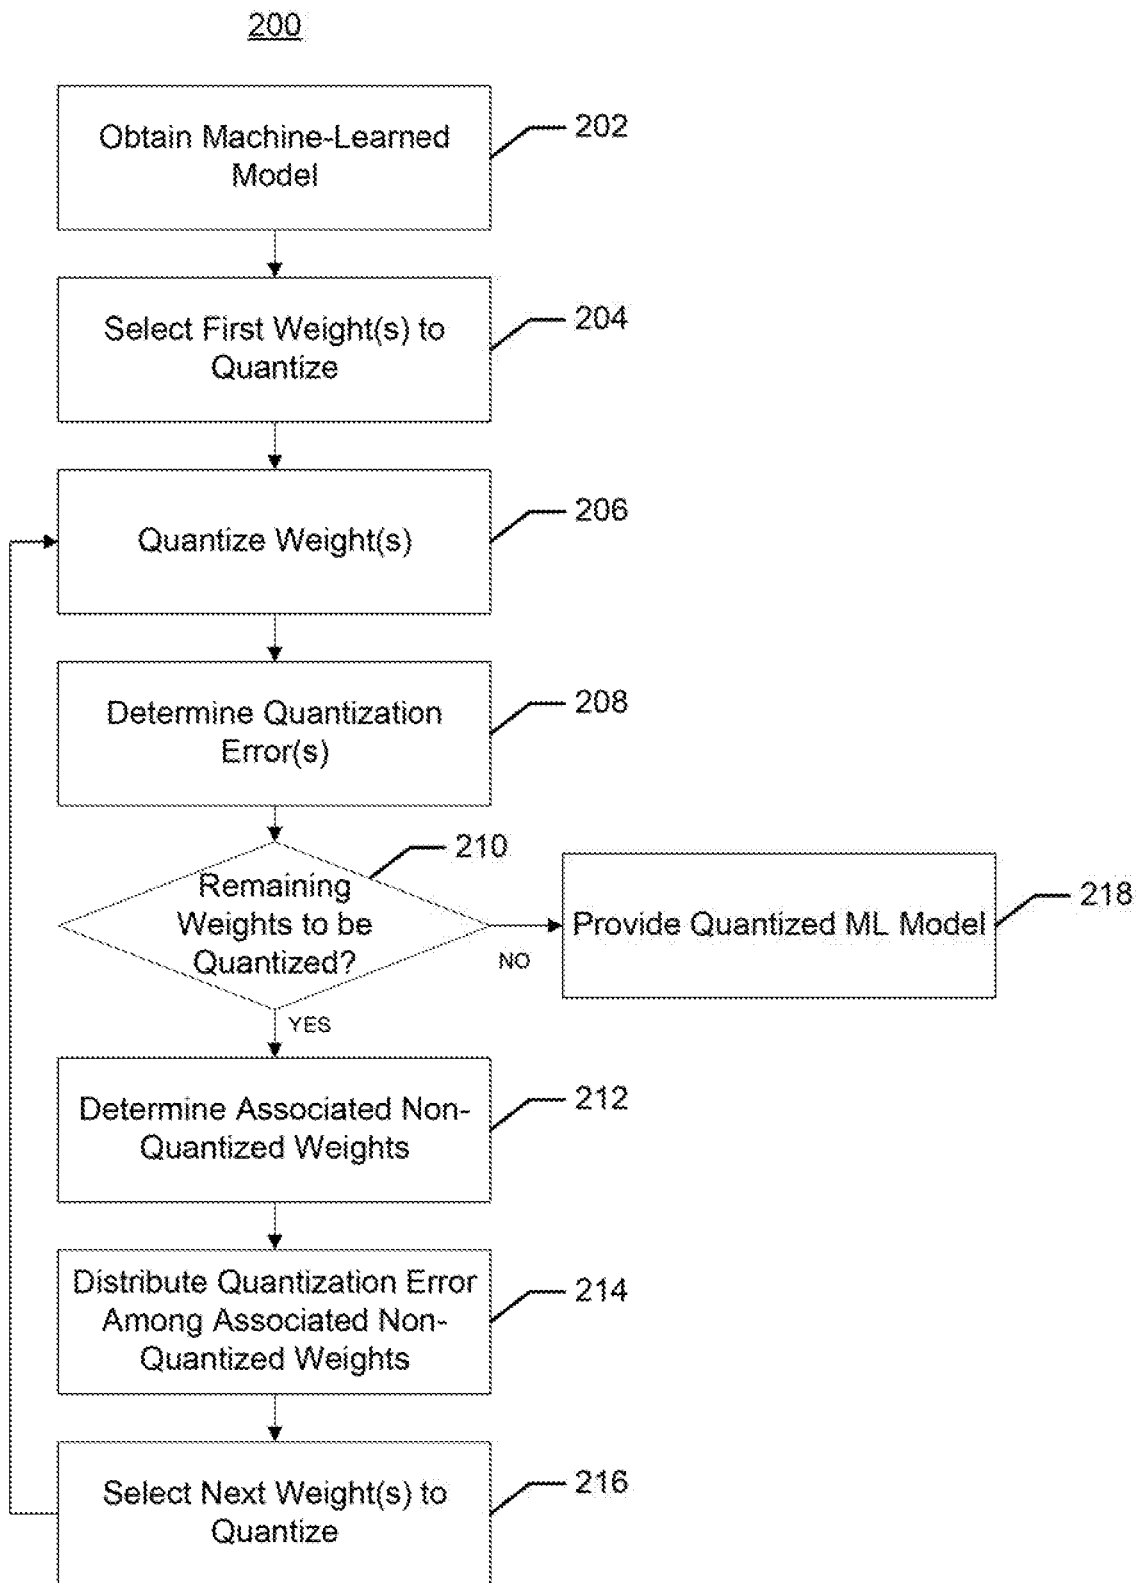 200
Obtain Machine-Learned
Model
202
Select First Weight(s) to
Quantize
204
Quantize Weight(s)
206
Determine Quantization
Error(s)
208
Remaining
Weights to be
Quantized?
210
NO
Provide Quantized ML Model
218
YES
Determine Associated Non-
Quantized Weights
212
Distribute Quantization Error
Among Associated Non-
Quantized Weights
214
Select Next Weight(s) to
Quantize
216